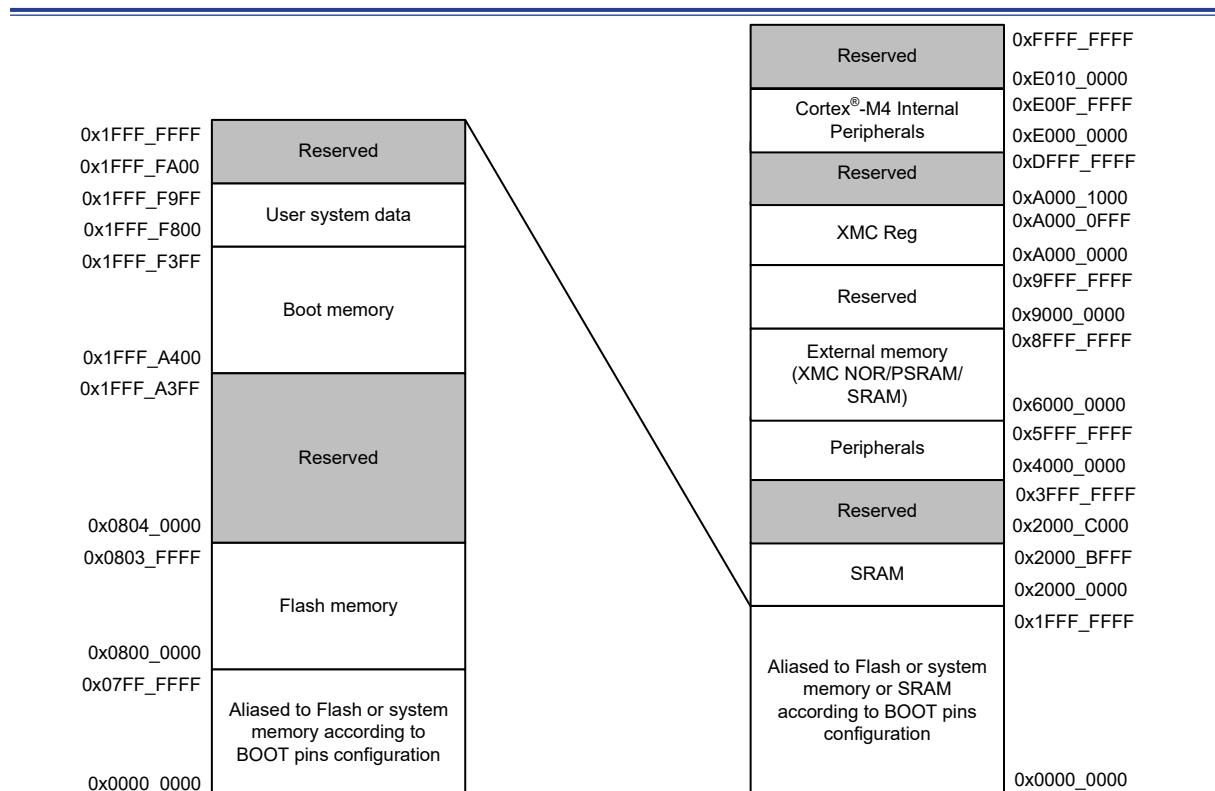 0x1FFF_FFFF
Reserved
0x1FFF_FA00
0x1FFF_F9FF
User system data
0x1FFF_F800
0x1FFF_F3FF
Boot memory
0x1FFF_A400
0x1FFF_A3FF
Reserved
0x0804_0000
0x0803_FFFF
Flash memory
0x0800_0000
0x07FF_FFFF
Aliased to Flash or system
memory according to
BOOT pins configuration
0x0000_0000
0xFFFF_FFFF
Reserved
0xE010_0000
0xE00F_FFFF
Cortex®-M4 Internal
Peripherals
0xE000_0000
0xDFFF_FFFF
Reserved
0xA000_1000
0xA000_0FFF
XMC Reg
0xA000_0000
0x9FFF_FFFF
Reserved
0x9000_0000
0x8FFF_FFFF
External memory
(XMC NOR/PSRAM/
SRAM)
0x6000_0000
0x5FFF_FFFF
Peripherals
0x4000_0000
0x3FFF_FFFF
Reserved
0x2000_C000
0x2000_BFFF
SRAM
0x2000_0000
0x1FFF_FFFF
Aliased to Flash or system
memory or SRAM
according to BOOT pins
configuration
0x0000_0000